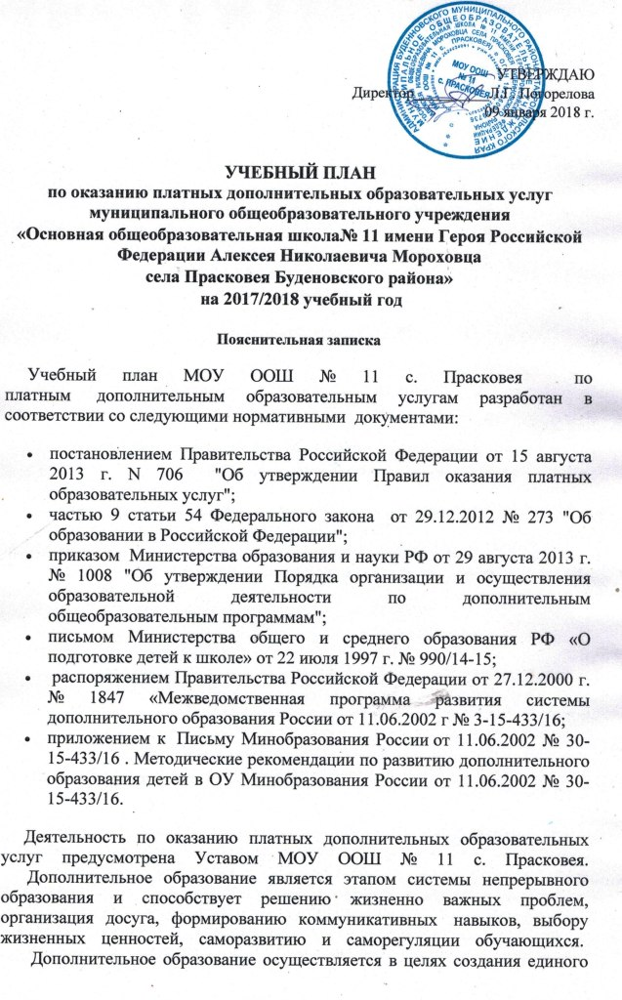 УТВЕРЖДАЮ
Директор Л.Г. Погорелова
09 января 2018 г.
МОУ ООШ
№ 11
с. ПРАСКОВЕЯ
УЧЕБНЫЙ ПЛАН
по оказанию платных дополнительных образовательных услуг
муниципального общеобразовательного учреждения
«Основная общеобразовательная школа№ 11 имени Героя Российской
Федерации Алексея Николаевича Мороховца
села Прасковея Буденовского района»
на 2017/2018 учебный год
Пояснительная записка
Учебный план МОУ ООШ № 11 с. Прасковея по
платным дополнительным образовательным услугам разработан в
соответствии со следующими нормативными документами:
• постановлением Правительства Российской Федерации от 15 августа
2013 г. N 706 "Об утверждении Правил оказания платных
образовательных услуг";
• частью 9 статьи 54 Федерального закона от 29.12.2012 № 273 "Об
образовании в Российской Федерации";
• приказом Министерства образования и науки РФ от 29 августа 2013 г.
№ 1008 "Об утверждении Порядка организации и осуществления
образовательной деятельности по дополнительным
общеобразовательным программам";
• письмом Министерства общего и среднего образования РФ «О
подготовке детей к школе» от 22 июля 1997 г. № 990/14-15;
• распоряжением Правительства Российской Федерации от 27.12.2000 г.
№ 1847 «Межведомственная программа развития системы
дополнительного образования России от 11.06.2002 г № 3-15-433/16;
• приложением к Письму Минобразования России от 11.06.2002 № 30-
15-433/16 . Методические рекомендации по развитию дополнительного
образования детей в ОУ Минобразования России от 11.06.2002 № 30-
15-433/16.
Деятельность по оказанию платных дополнительных образовательных
услуг предусмотрена Уставом МОУ ООШ № 11 с. Прасковея.
Дополнительное образование является этапом системы непрерывного
образования и способствует решению жизненно важных проблем,
организация досуга, формированию коммуникативных навыков, выбору
жизненных ценностей, саморазвитию и саморегуляции обучающихся.
Дополнительное образование осуществляется в целях создания единого